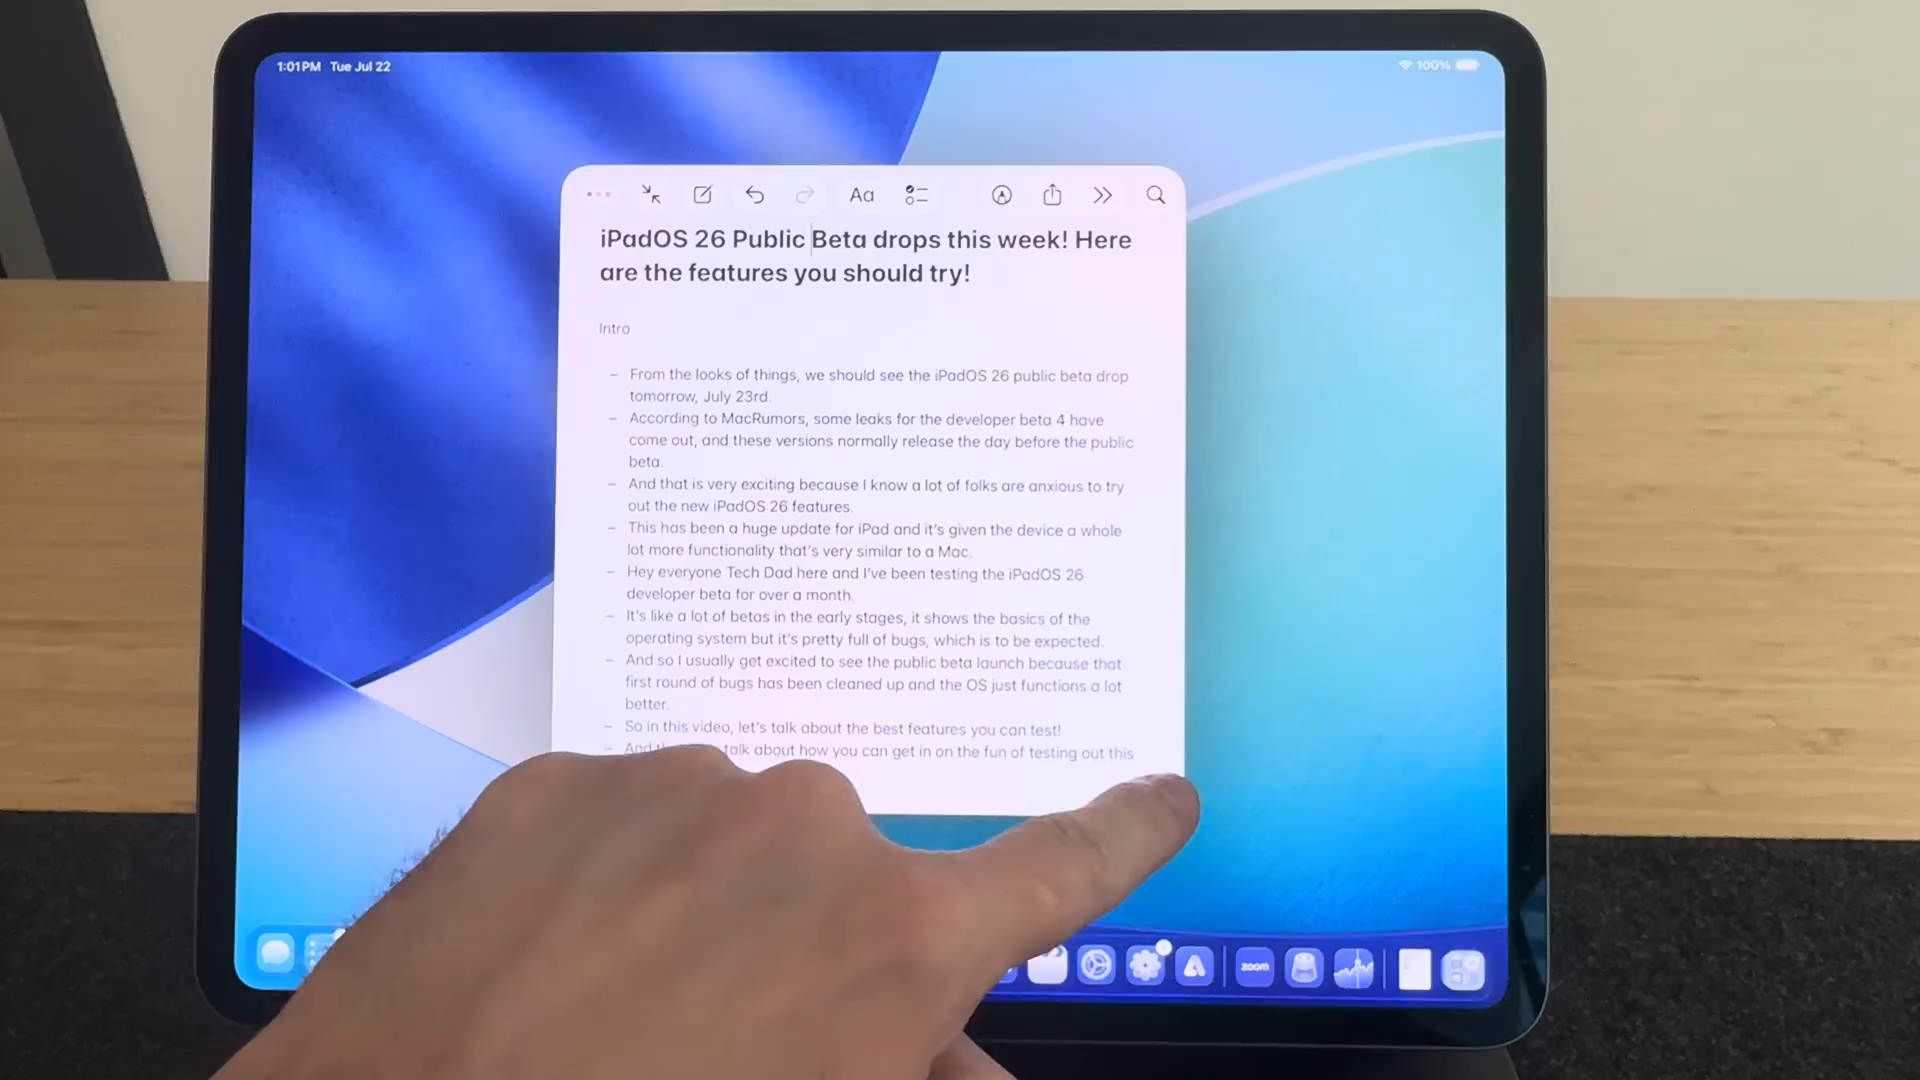 1:01PM Tue Jul 22
100%
Aa
iPadOS 26 Public Beta drops this week! Here
are the features you should try!
Intro
– From the looks of things, we should see the iPadOS 26 public beta drop
tomorrow, July 23rd.
– According to MacRumors, some leaks for the developer beta 4 have
come out, and these versions normally release the day before the public
beta.
– And that is very exciting because I know a lot of folks are anxious to try
out the new iPadOS 26 features.
– This has been a huge update for iPad and it's given the device a whole
lot more functionality that's very similar to a Mac.
– Hey everyone Tech Dad here and I've been testing the iPadOS 26
developer beta for over a month.
– It's like a lot of betas in the early stages, it shows the basics of the
operating system but it's pretty full of bugs, which is to be expected.
– And so I usually get excited to see the public beta launch because that
first round of bugs has been cleaned up and the OS just functions a lot
better.
– So in this video, let's talk about the best features you can test!
– And talk about how you can get in on the fun of testing out this
zoom